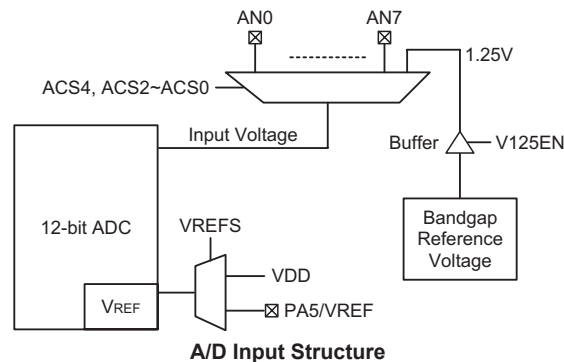 AN0 AN7
1.25V
ACS4, ACS2~ACS0
Input Voltage
Buffer V125EN
12-bit ADC
Bandgap
Reference
Voltage
VREFS
VDD
VREF
PA5/VREF
A/D Input Structure